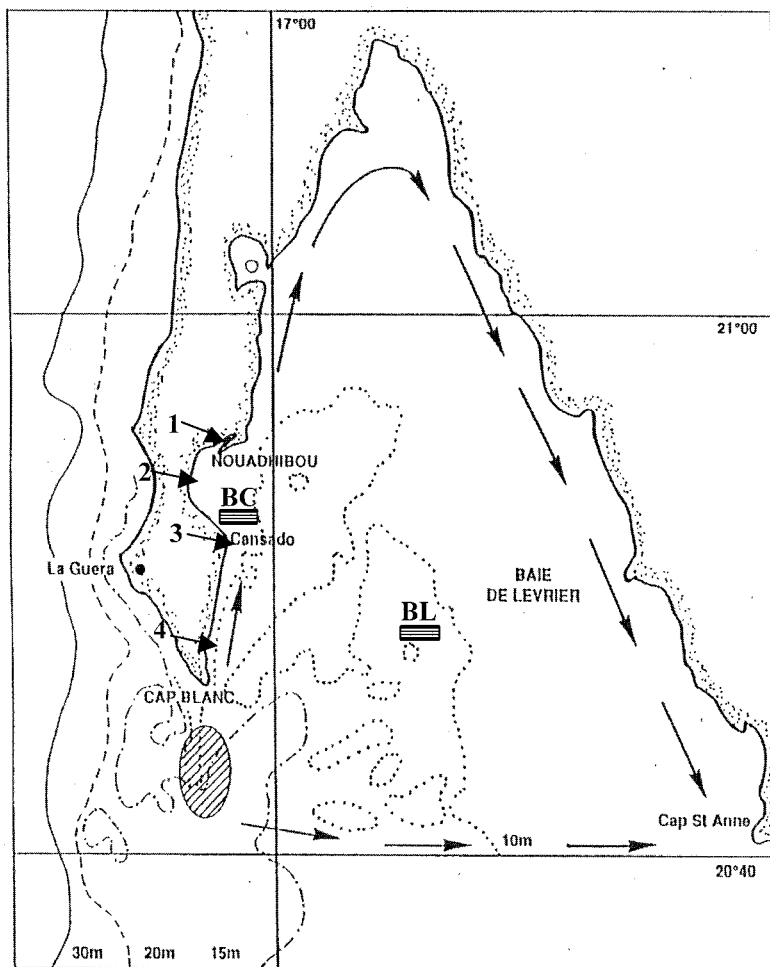 17°00
21°00
1
NOUADHIBOU
2
BC
3
Cansado
La Guera
BAIE
DE LEVRIER
BL
4
CAP BLANC
Cap St Anne
10m
20°40
30m 20m 15m